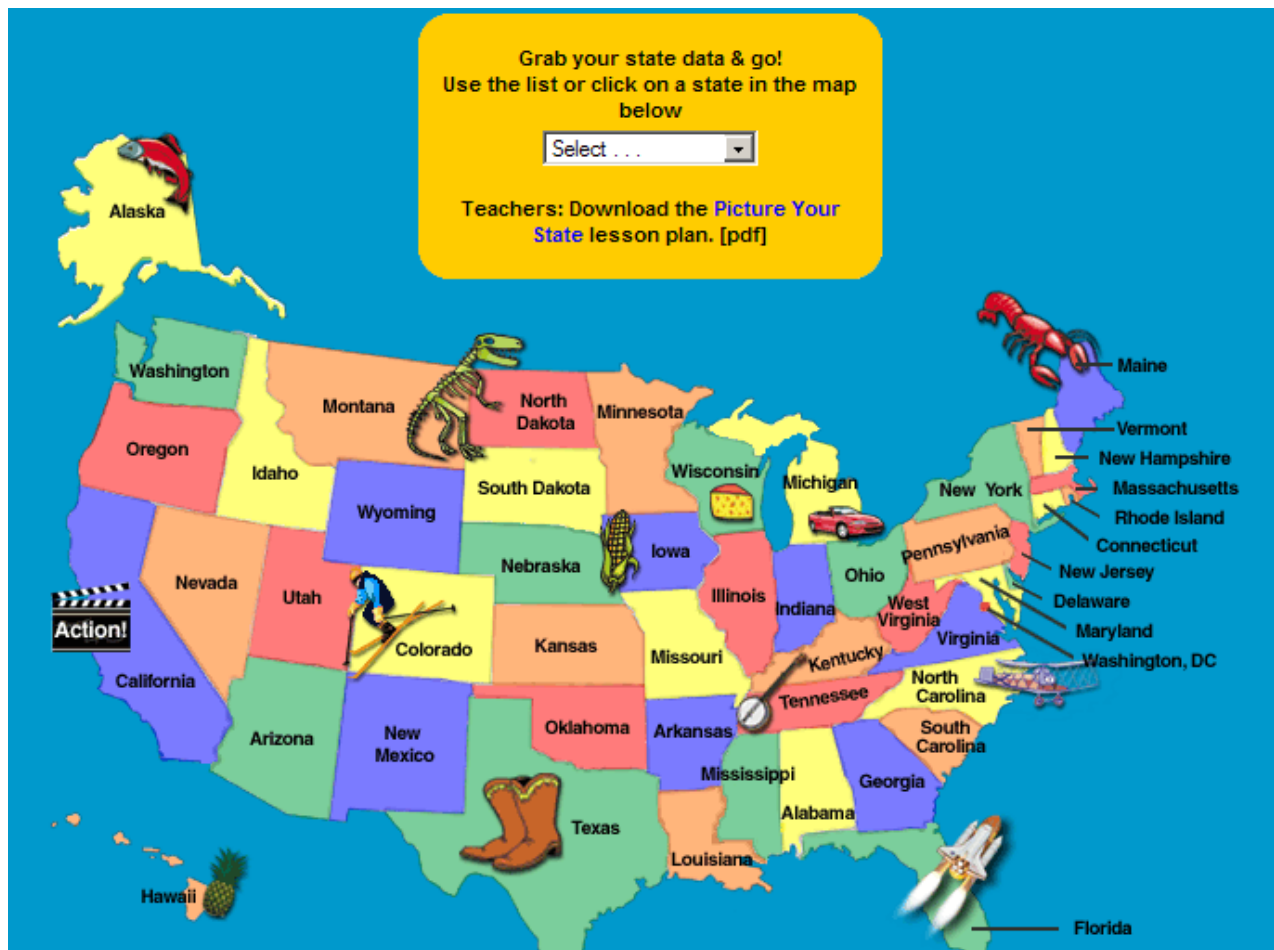 Grab your state data & go!
Use the list or click on a state in the map
below
Select . . .
Teachers: Download the Picture Your
State lesson plan. [pdf]
Alaska
Washington
Maine
Montana
North
Dakota
Minnesota
Vermont
Oregon
Idaho
New Hampshire
Wisconsin
Michigan
South Dakota
New York
Massachusetts
Wyoming
Rhode Island
Connecticut
Iowa
Pennsylvania
Nebraska
New Jersey
Nevada
Ohio
Utah
Illinois
Indiana
Delaware
West
Virginia
Action!
Maryland
Virginia
Colorado
Kansas
Missouri
Kentucky
Washington, DC
California
North
Carolina
Tennessee
Arizona
New
Mexico
Oklahoma
Arkansas
South
Carolina
Mississippi
Georgia
Alabama
Texas
Louisiana
Hawaii
Florida